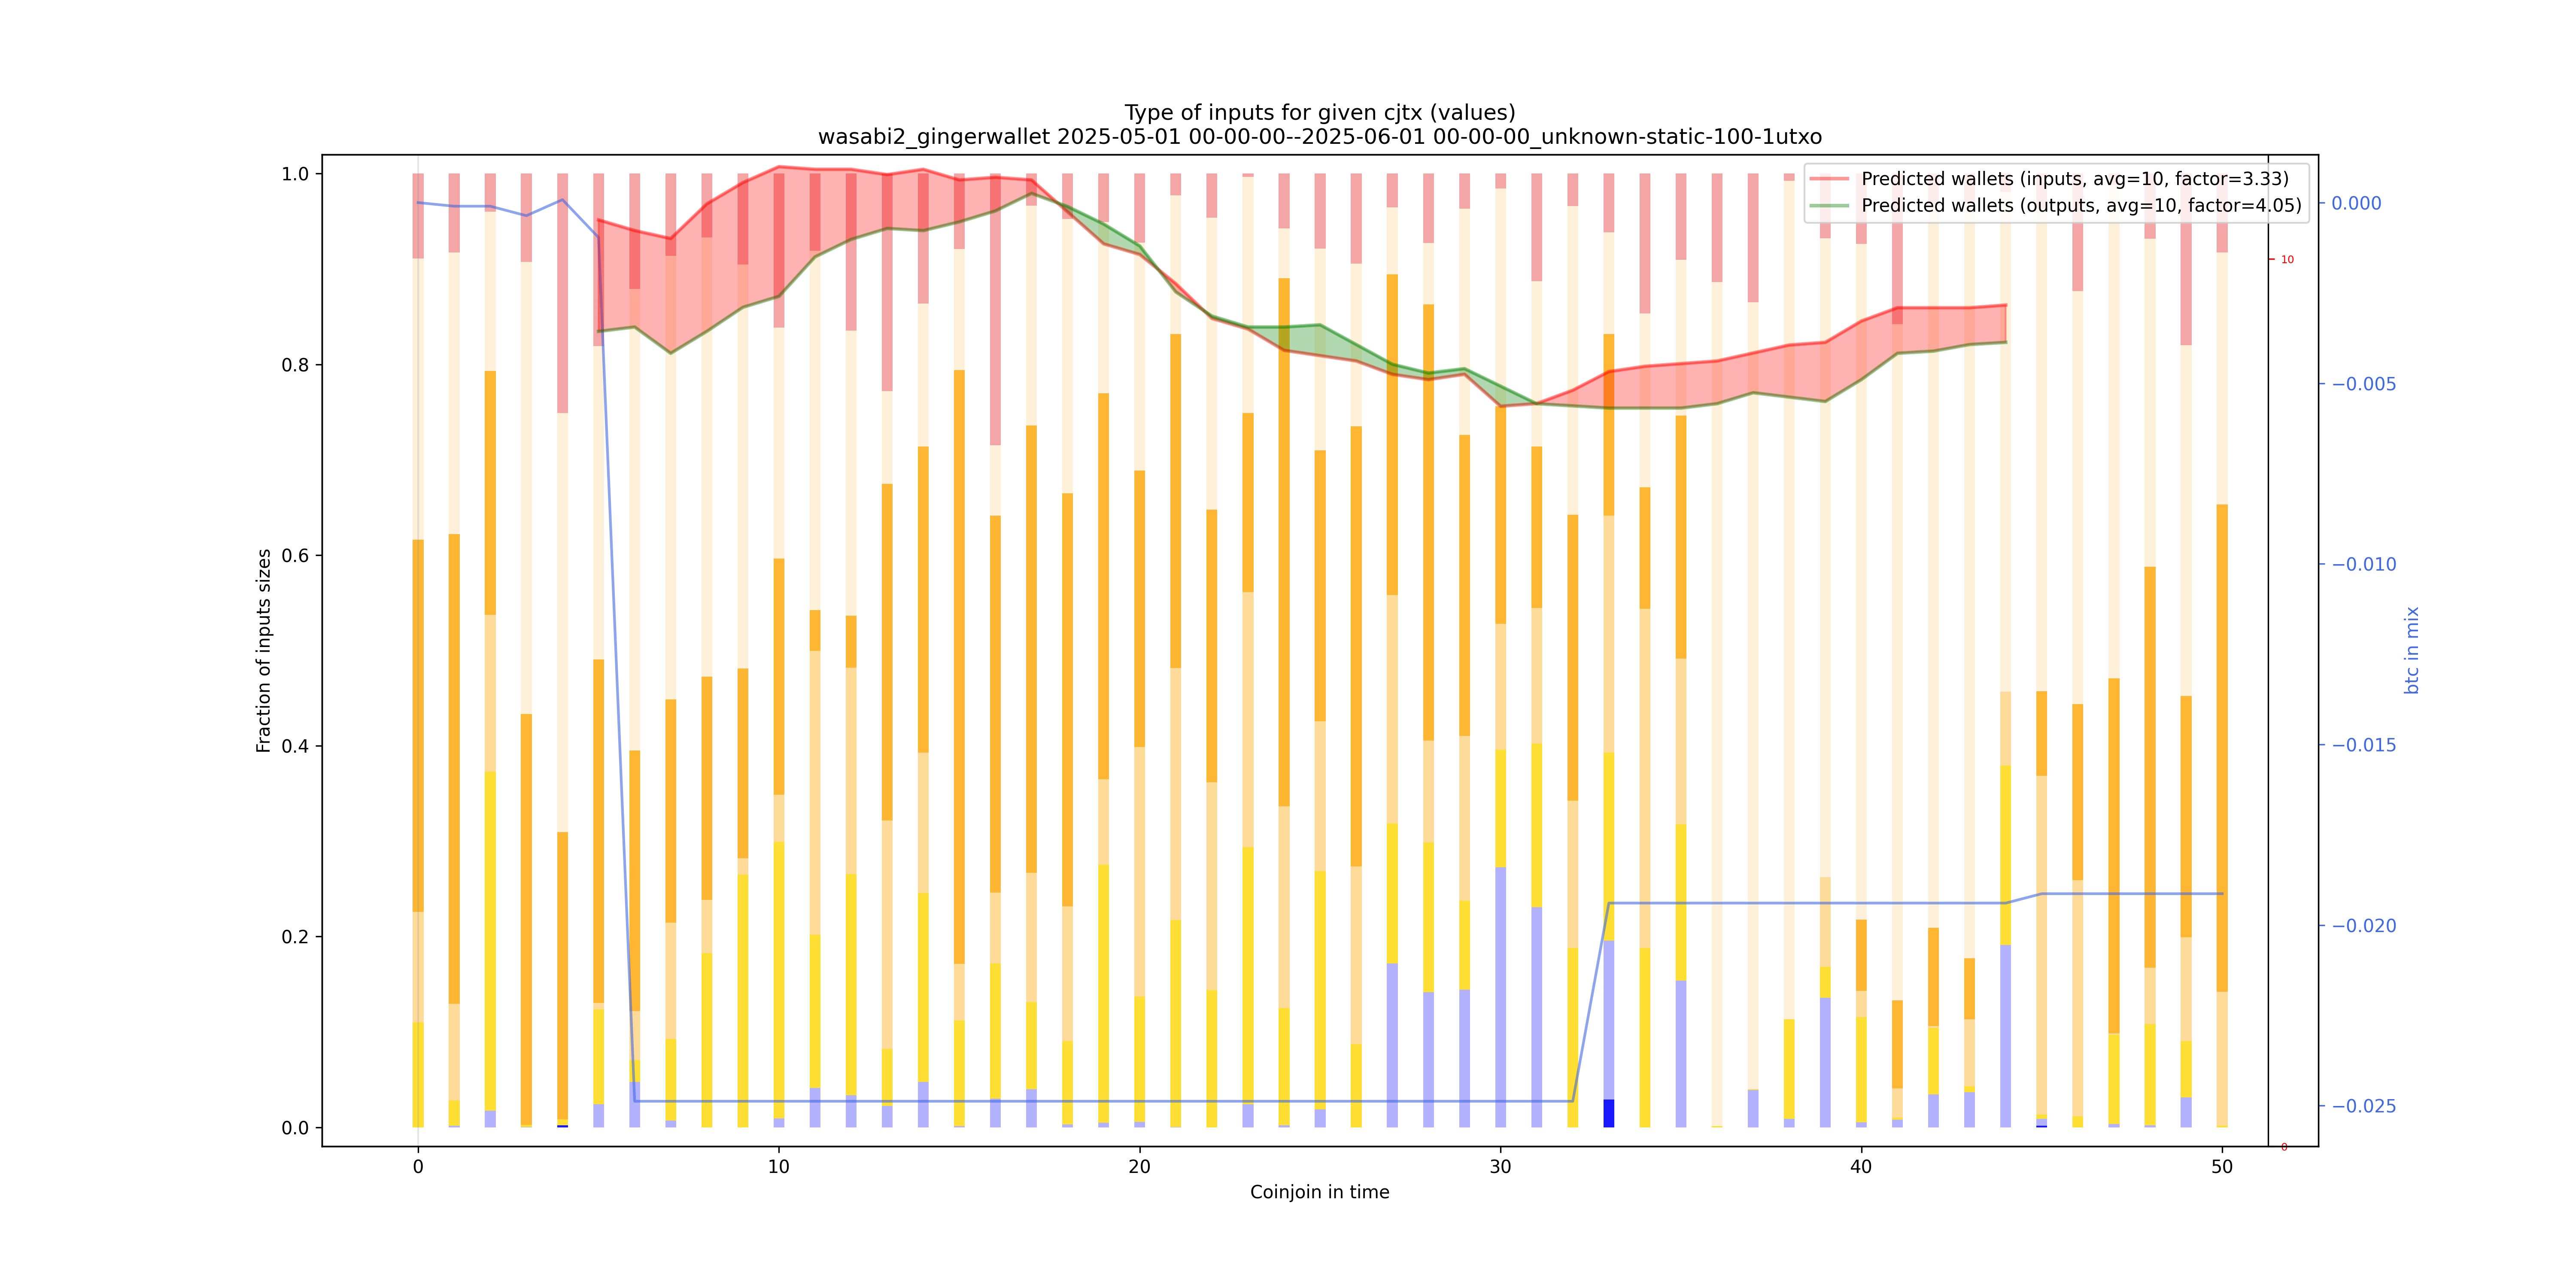 Type of inputs for given cjtx (values)
wasabi2_gingerwallet 2025-05-01 00-00-00--2025-06-01 00-00-00_unknown-static-100-1utxo
Predicted wallets (inputs, avg=10, factor=3.33)
Predicted wallets (outputs, avg=10, factor=4.05)
Fraction of inputs sizes
1.0
0.8
0.6
0.4
0.2
0.0
0
10
20
30
40
50
Coinjoin in time
10
0
0.000
−0.005
−0.010
−0.015
−0.020
−0.025
btc in mix